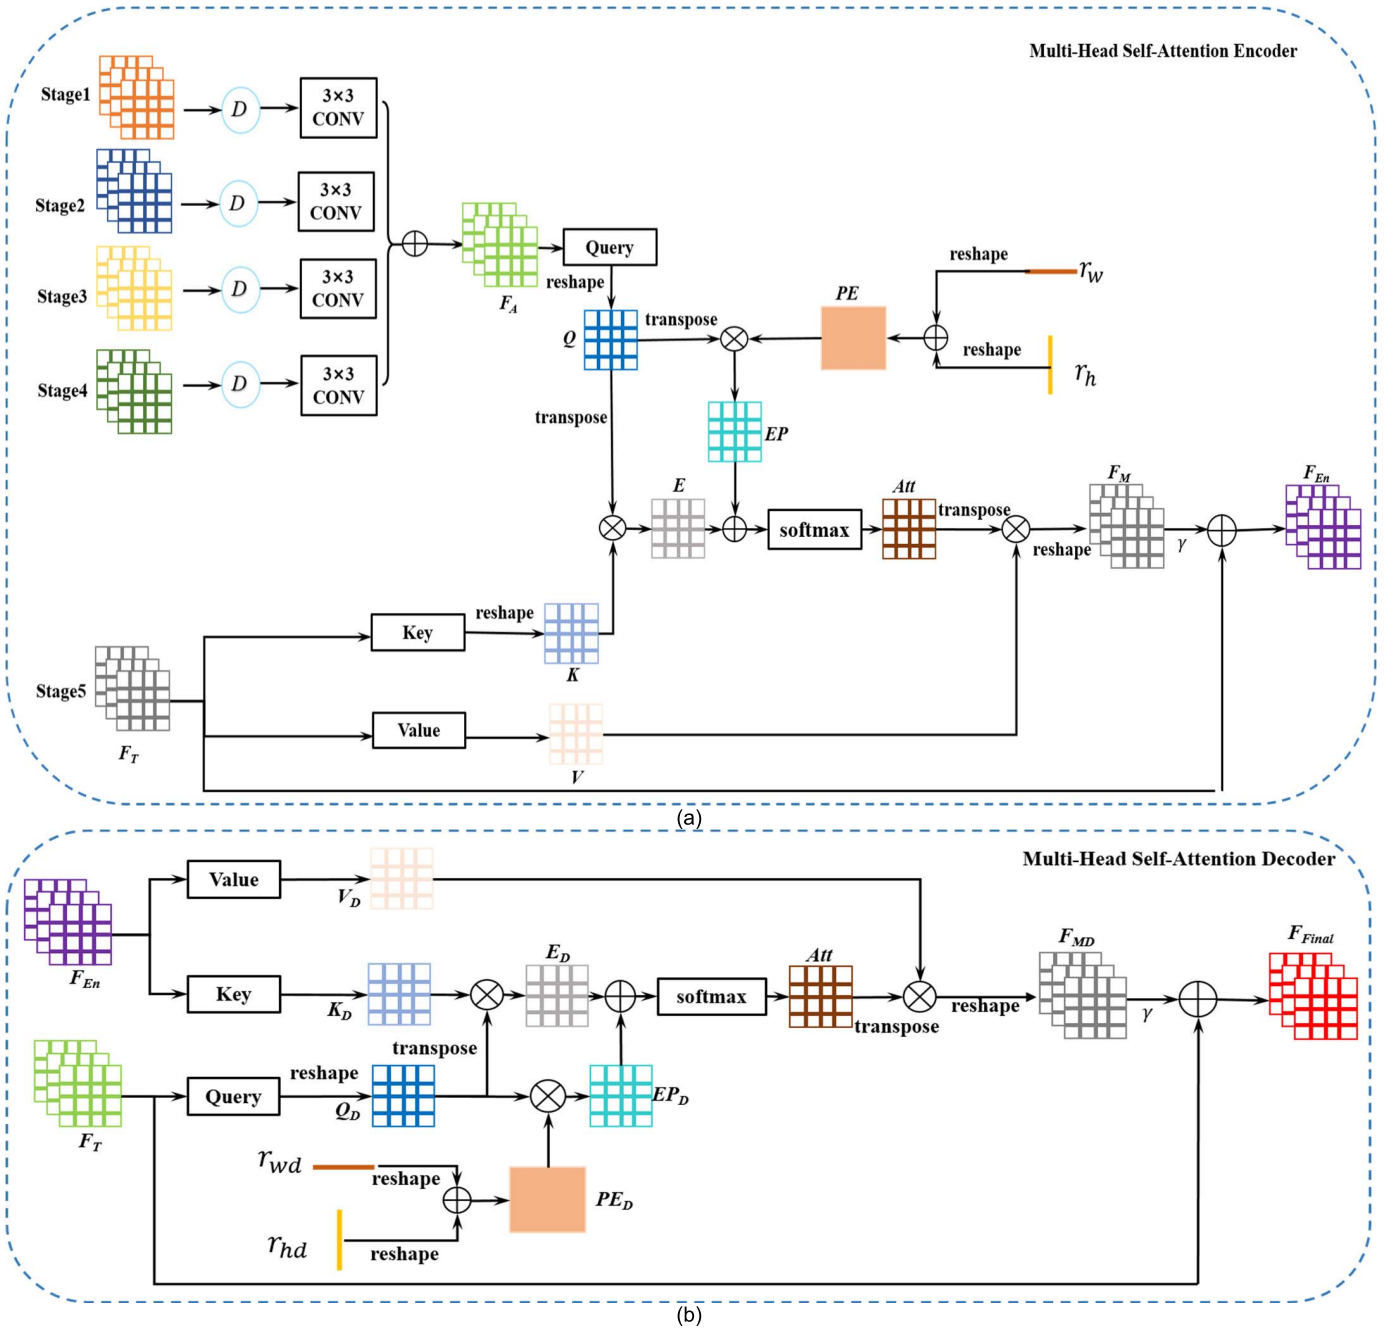 Multi-Head Self-Attention Encoder
Stage1
D
3×3
CONV
Stage2
D
3×3
CONV
Stage3
D
3×3
CONV
Stage4
D
3×3
CONV
F_A
Query
reshape
Q
transpose
transpose
PE
reshape
r_w
reshape
r_h
EP
E
softmax
Att
transpose
reshape
F_M
γ
F_En
Stage5
F_T
Key
reshape
K
Value
V
(a)
Multi-Head Self-Attention Decoder
F_En
Value
V_D
Key
K_D
transpose
E_D
softmax
Att
transpose
reshape
F_MD
γ
F_Final
F_T
Query
reshape
Q_D
EP_D
r_wd
reshape
r_hd
reshape
PE_D
(b)